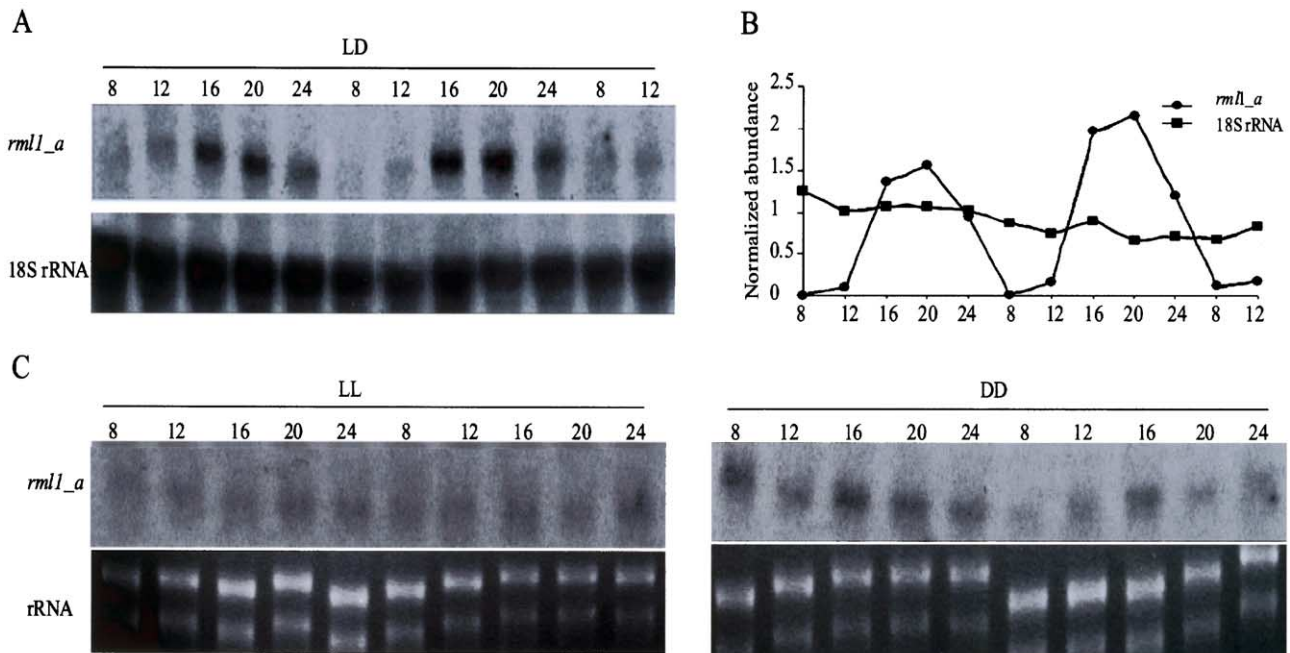 A
LD
8 12 16 20 24 8 12 16 20 24 8 12
rml1_a
18S rRNA
B
Normalized abundance
2.5
2
1.5
1
0.5
0
8 12 16 20 24 8 12 16 20 24 8 12
rml1_a
18S rRNA
C
LL
8 12 16 20 24 8 12 16 20 24
rml1_a
rRNA
DD
8 12 16 20 24 8 12 16 20 24